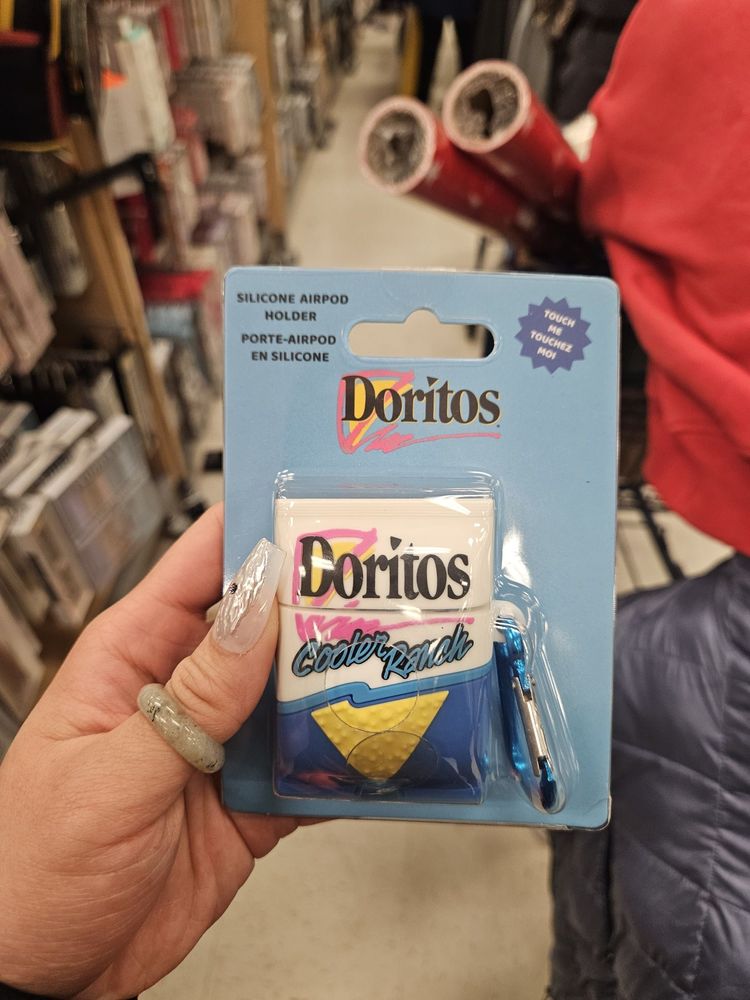 SILICONE AIRPOD
HOLDER
PORTE-AIRPOD
EN SILICONE
TOUCH
ME
TOUCHEZ
MOI
Doritos
Doritos
Cooler Ranch